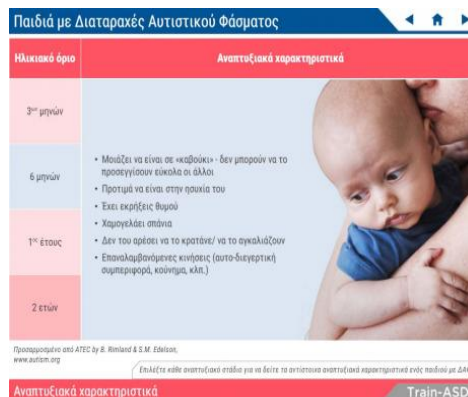 Παιδιά με Διαταραχές Αυτιστικού Φάσματος
Ηλικιακό όριο
Αναπτυξιακά χαρακτηριστικά
3ων μηνών
6 μηνών
1ος έτους
2 ετών
• Μοιάζει να είναι σε «καβούκι» - δεν μπορούν να το
προσεγγίσουν εύκολα οι άλλοι
• Προτιμά να είναι στην ησυχία του
• Έχει εκρήξεις θυμού
• Χαμογελάει σπάνια
• Δεν του αρέσει να το κρατάνε/ να το αγκαλιάζουν
• Επαναλαμβανόμενες κινήσεις (αυτο-διεγερτική
συμπεριφορά, κούνημα, κλπ.)
Προσαρμοσμένο από ATEC by B. Rimland & S.M. Edelson,
www.autism.org
Επιλέξτε κάθε αναπτυξιακό στάδιο για να δείτε τα αντίστοιχα αναπτυξιακά χαρακτηριστικά ενός παιδιού με ΔΑΦ
Αναπτυξιακά χαρακτηριστικά
Train-ASD